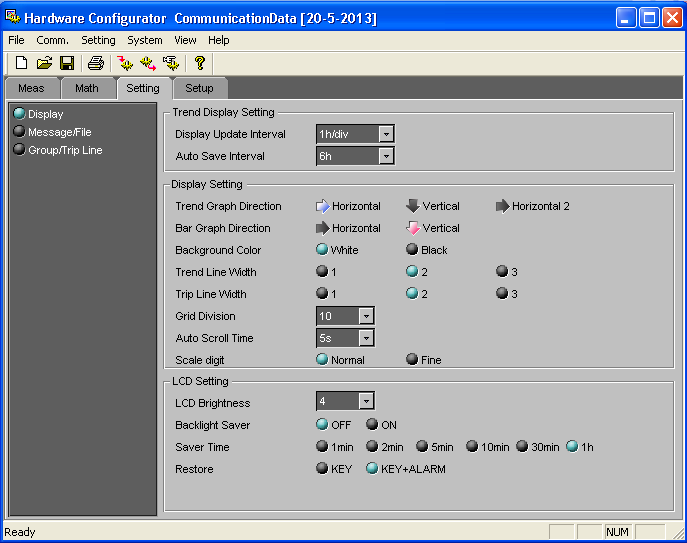 Hardware Configurator CommunicationData [20-5-2013]
File Comm. Setting System View Help
Meas Math Setting Setup
Display
Message/File
Group/Trip Line
Trend Display Setting
Display Update Interval 1h/div
Auto Save Interval 6h
Display Setting
Trend Graph Direction Horizontal Vertical Horizontal 2
Bar Graph Direction Horizontal Vertical
Background Color White Black
Trend Line Width 1 2 3
Trip Line Width 1 2 3
Grid Division 10
Auto Scroll Time 5s
Scale digit Normal Fine
LCD Setting
LCD Brightness 4
Backlight Saver OFF ON
Saver Time 1min 2min 5min 10min 30min 1h
Restore KEY KEY+ALARM
Ready NUM